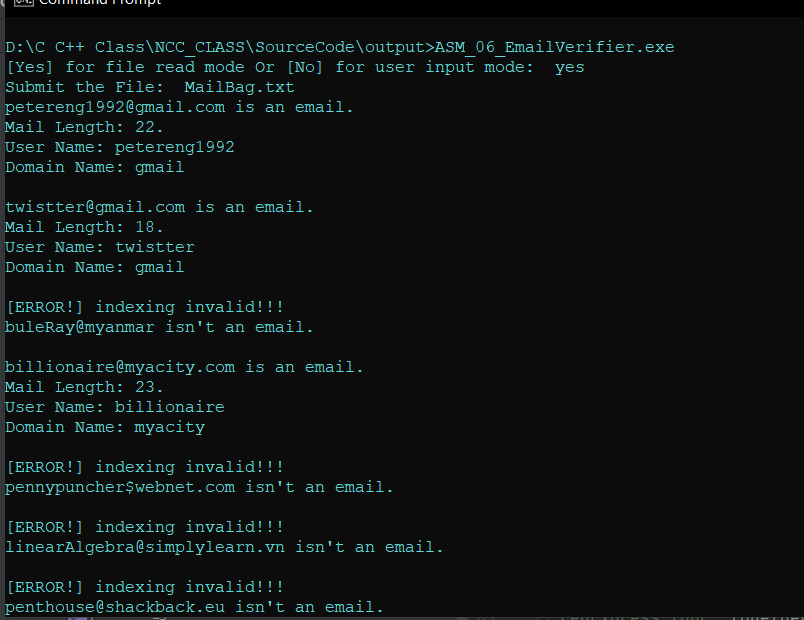 Command Prompt
D:\C C++ Class\NCC_CLASS\SourceCode\output>ASM_06_EmailVerifier.exe
[Yes] for file read mode Or [No] for user input mode:  yes
Submit the File:  MailBag.txt
petereng1992@gmail.com is an email.
Mail Length: 22.
User Name: petereng1992
Domain Name: gmail
twistter@gmail.com is an email.
Mail Length: 18.
User Name: twistter
Domain Name: gmail
[ERROR!] indexing invalid!!!
buleRay@myanmar isn't an email.
billionaire@myacity.com is an email.
Mail Length: 23.
User Name: billionaire
Domain Name: myacity
[ERROR!] indexing invalid!!!
pennypuncher$webnet.com isn't an email.
[ERROR!] indexing invalid!!!
linearAlgebra@simplylearn.vn isn't an email.
[ERROR!] indexing invalid!!!
penthouse@shackback.eu isn't an email.